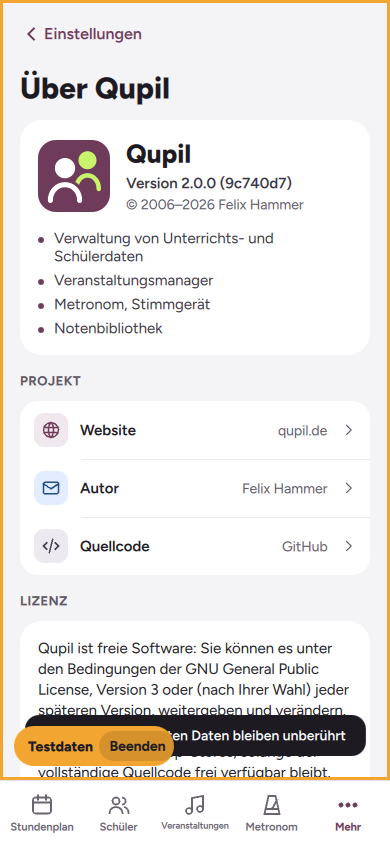 Einstellungen
Über Qupil
Qupil
Version 2.0.0 (9c740d7)
© 2006–2026 Felix Hammer
Verwaltung von Unterrichts- und
Schülerdaten
Veranstaltungsmanager
Metronom, Stimmgerät
Notenbibliothek
PROJEKT
Website
qupil.de
Autor
Felix Hammer
Quellcode
GitHub
LIZENZ
Qupil ist freie Software: Sie können es unter
den Bedingungen der GNU General Public
License, Version 3 oder (nach Ihrer Wahl) jeder
späteren Version, weitergeben und verändern.
Daten bleiben unberührt
Testdaten
Beenden
vollständige Quellcode frei verfügbar bleibt.
Stundenplan
Schüler
Veranstaltungen
Metronom
Mehr